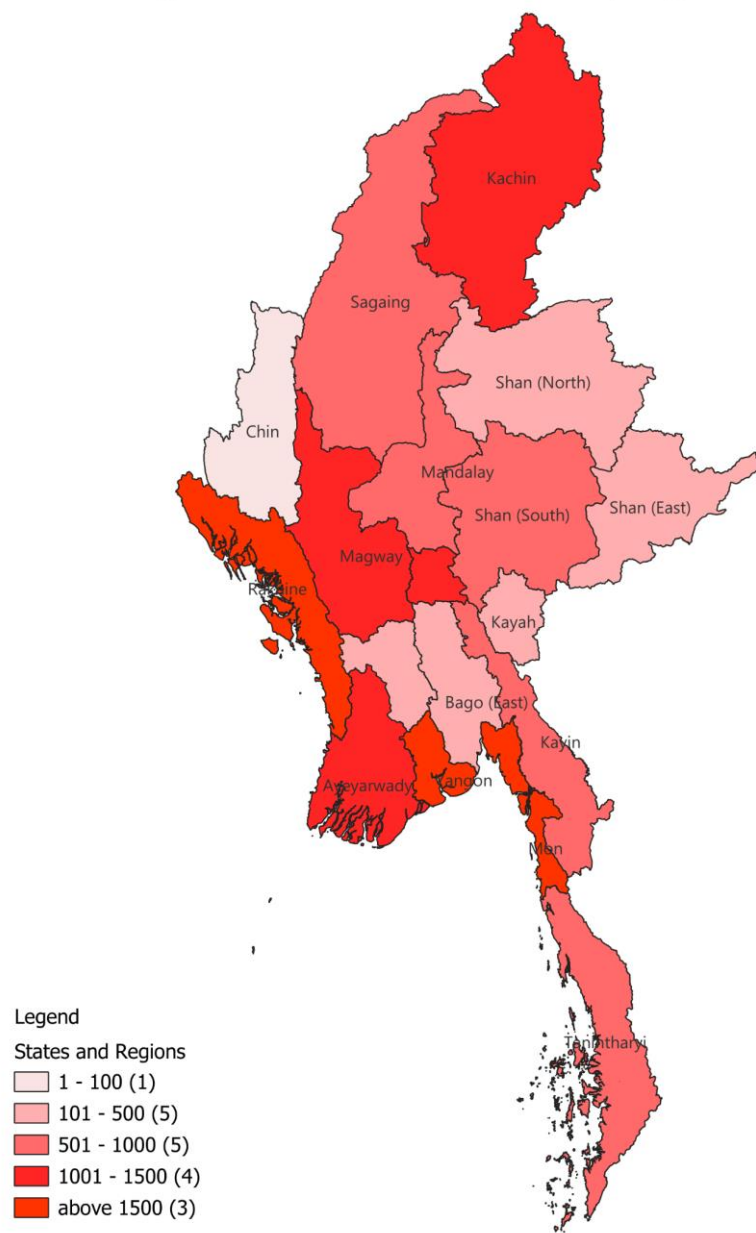 Kachin
Sagaing
Shan (North)
Chin
Mandalay
Shan (South)
Shan (East)
Magway
Rakhine
Kayah
Bago (East)
Kayin
Ayeyarwady
Yangon
Mon
Tanintharyi
Legend
States and Regions
1 - 100 (1)
101 - 500 (5)
501 - 1000 (5)
1001 - 1500 (4)
above 1500 (3)